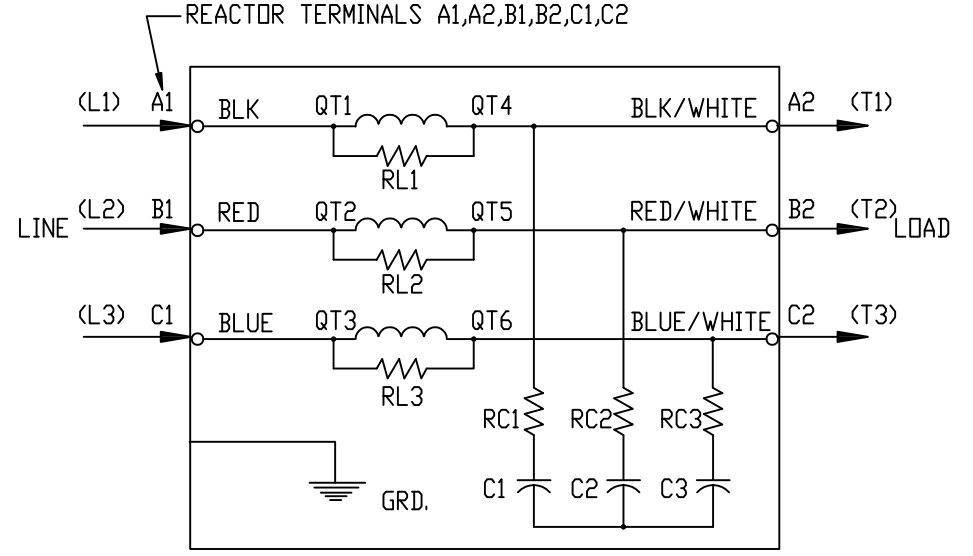 REACTOR TERMINALS A1,A2,B1,B2,C1,C2
(L1) A1 BLK QT1 QT4 BLK/WHITE A2 (T1)
RL1
LINE (L2) B1 RED QT2 QT5 RED/WHITE B2 (T2) LOAD
RL2
(L3) C1 BLUE QT3 QT6 BLUE/WHITE C2 (T3)
RL3
RC1 RC2 RC3
GRD. C1 C2 C3